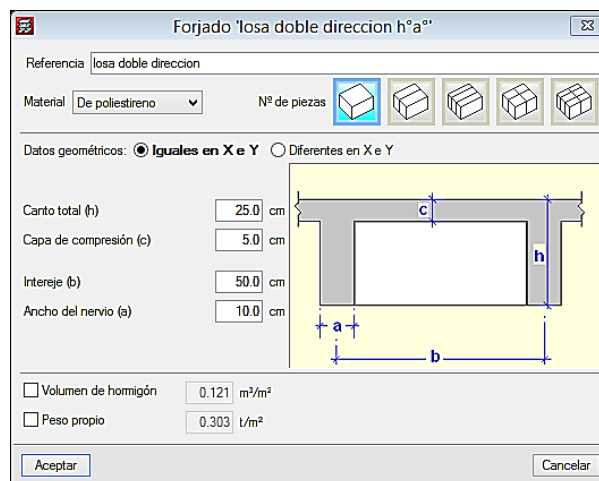 Forjado 'losa doble direccion h°a°'
Referencia losa doble direccion
Material De poliestireno Nº de piezas
Datos geométricos: Iguales en X e Y Diferentes en X e Y
Canto total (h) 25.0 cm
Capa de compresión (c) 5.0 cm
Intereje (b) 50.0 cm
Ancho del nervio (a) 10.0 cm
c
h
a
b
Volumen de hormigón 0.121 m³/m²
Peso propio 0.303 t/m²
Aceptar Cancelar